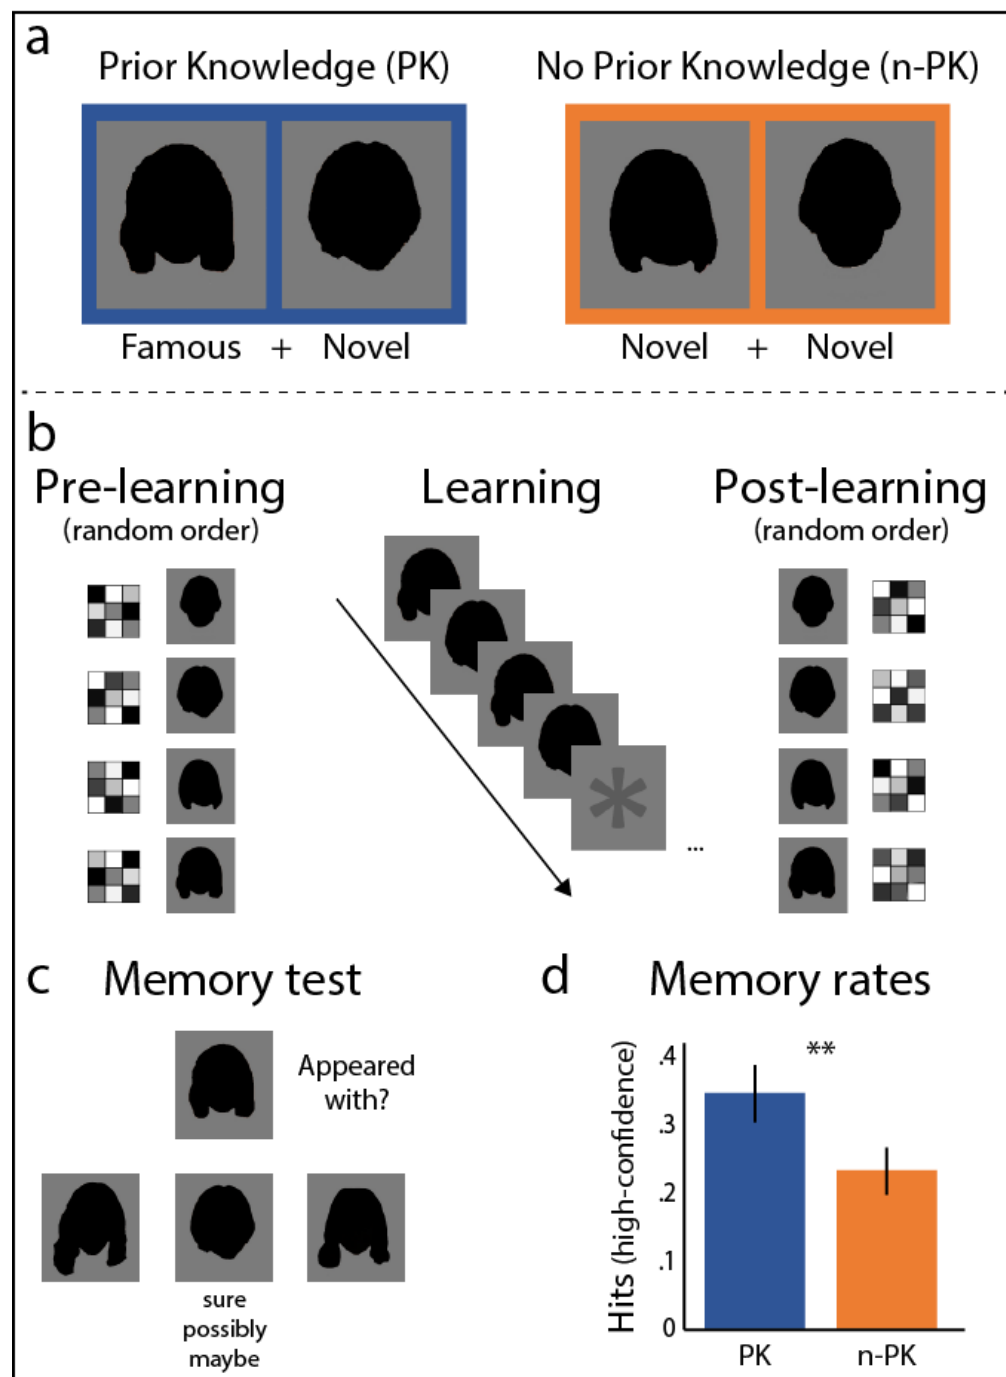 a
Prior Knowledge (PK)
No Prior Knowledge (n-PK)
Famous + Novel
Novel + Novel
b
Pre-learning
(random order)
Learning
Post-learning
(random order)
*
...
c
Memory test
Appeared
with?
sure
possibly
maybe
d
Memory rates
Hits (high-confidence)
.4
.3
.2
.1
0
**
PK
n-PK